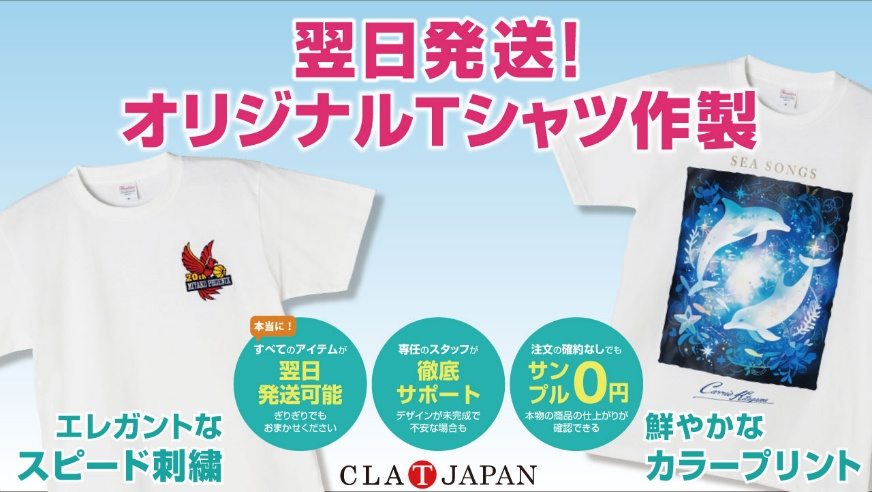 翌日発送!
オリジナルTシャツ作製
SEA SONGS
20th
MIYAKO PHOENIX
本当に!
すべてのアイテムが
翌日
発送可能
ぎりぎりでも
おまかせください
専任のスタッフが
徹底
サポート
デザインが未完成で
不安な場合も
注文の確約なしでも
サンプル0円
本物の商品の仕上がりが
確認できる
エレガントな
スピード刺繍
鮮やかな
カラープリント
CLAT JAPAN